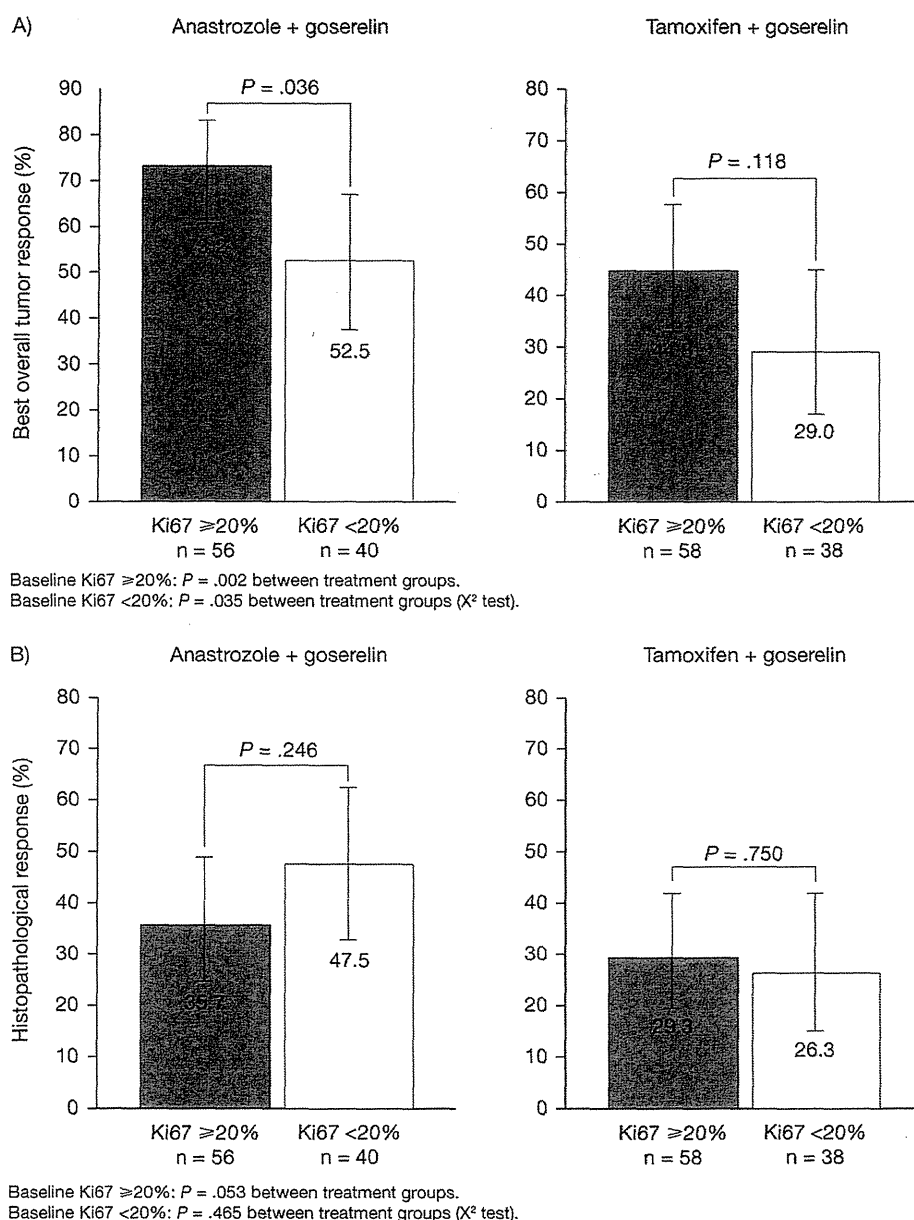 A)
Anastrozole + goserelin
Tamoxifen + goserelin
Best overall tumor response (%)
90
80
70
60
50
40
30
20
10
0
P = .036
52.5
Ki67 ⩾20%
n = 56
Ki67 <20%
n = 40
80
70
60
50
40
30
20
10
0
P = .118
29.0
Ki67 ⩾20%
n = 58
Ki67 <20%
n = 38
Baseline Ki67 ⩾20%: P = .002 between treatment groups.
Baseline Ki67 <20%: P = .035 between treatment groups (X² test).
B)
Anastrozole + goserelin
Tamoxifen + goserelin
Histopathological response (%)
80
70
60
50
40
30
20
10
0
P = .246
35.7
47.5
Ki67 ⩾20%
n = 56
Ki67 <20%
n = 40
80
70
60
50
40
30
20
10
0
P = .750
29.3
26.3
Ki67 ⩾20%
n = 58
Ki67 <20%
n = 38
Baseline Ki67 ⩾20%: P = .053 between treatment groups.
Baseline Ki67 <20%: P = .465 between treatment groups (X² test).